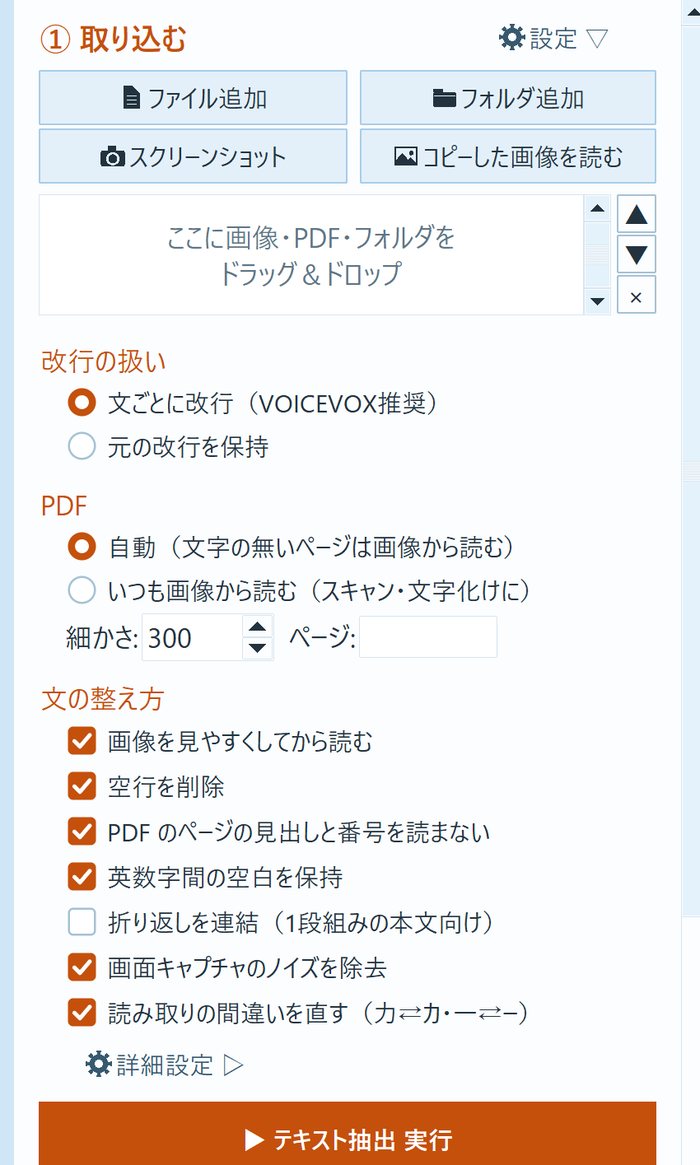 ① 取り込む
設定 ▽
ファイル追加
フォルダ追加
スクリーンショット
コピーした画像を読む
ここに画像・PDF・フォルダを
ドラッグ＆ドロップ
▲
▼
×
改行の扱い
文ごとに改行（VOICEVOX推奨）
元の改行を保持
PDF
自動（文字の無いページは画像から読む）
いつも画像から読む（スキャン・文字化けに）
細かさ: 300 ページ:
文の整え方
画像を見やすくしてから読む
空行を削除
PDF のページの見出しと番号を読まない
英数字間の空白を保持
折り返しを連結（1段組みの本文向け）
画面キャプチャのノイズを除去
読み取りの間違いを直す（力⇄カ・一⇄ー）
詳細設定 ▷
▶ テキスト抽出 実行